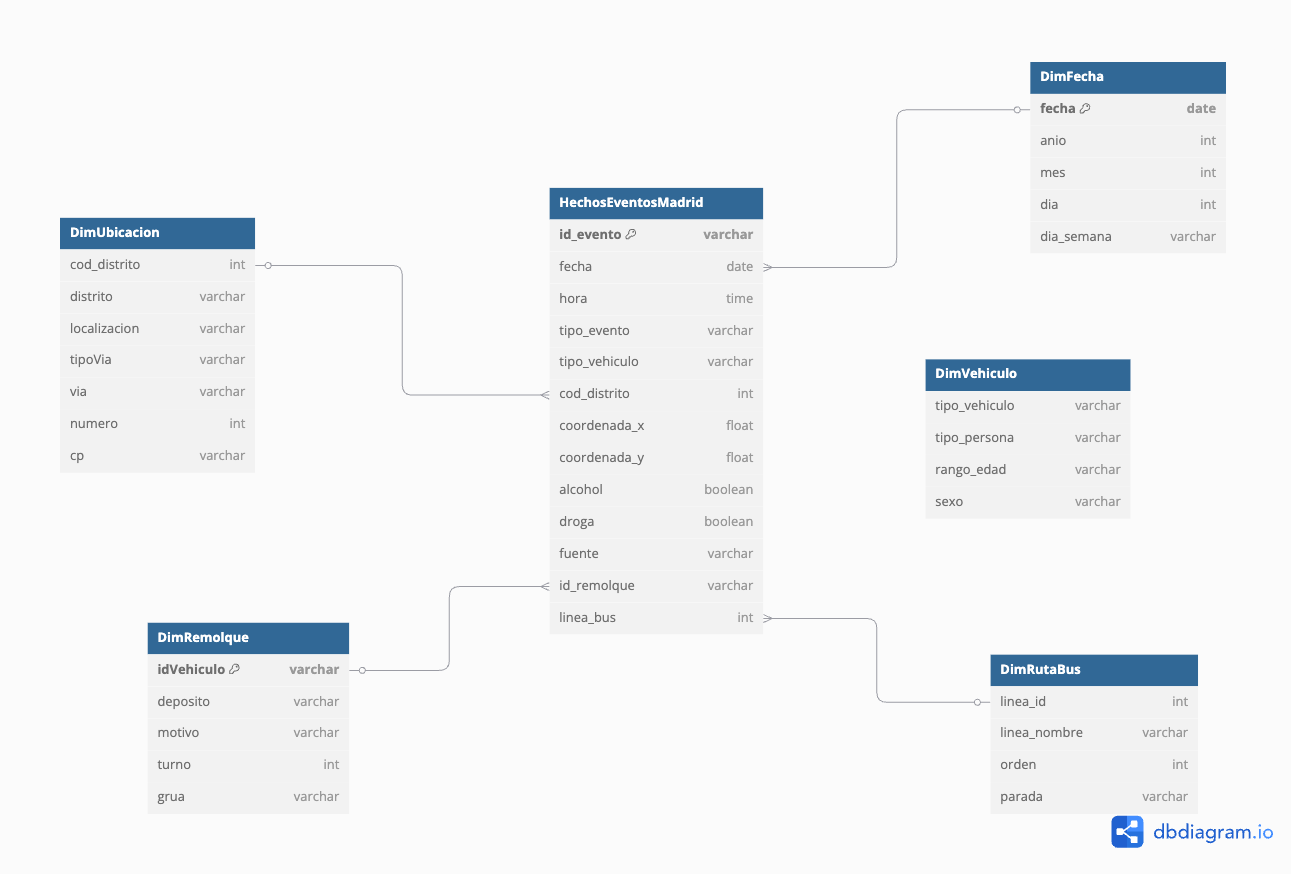 DimFecha
fecha date
anio int
mes int
dia int
dia_semana varchar
HechosEventosMadrid
id_evento varchar
fecha date
hora time
tipo_evento varchar
tipo_vehiculo varchar
cod_distrito int
coordenada_x float
coordenada_y float
alcohol boolean
droga boolean
fuente varchar
id_remolque varchar
linea_bus int
DimUbicacion
cod_distrito int
distrito varchar
localizacion varchar
tipoVia varchar
via varchar
numero int
cp varchar
DimVehiculo
tipo_vehiculo varchar
tipo_persona varchar
rango_edad varchar
sexo varchar
DimRemolque
idVehiculo varchar
deposito varchar
motivo varchar
turno int
grua varchar
DimRutaBus
linea_id int
linea_nombre varchar
orden int
parada varchar
dbdiagram.io